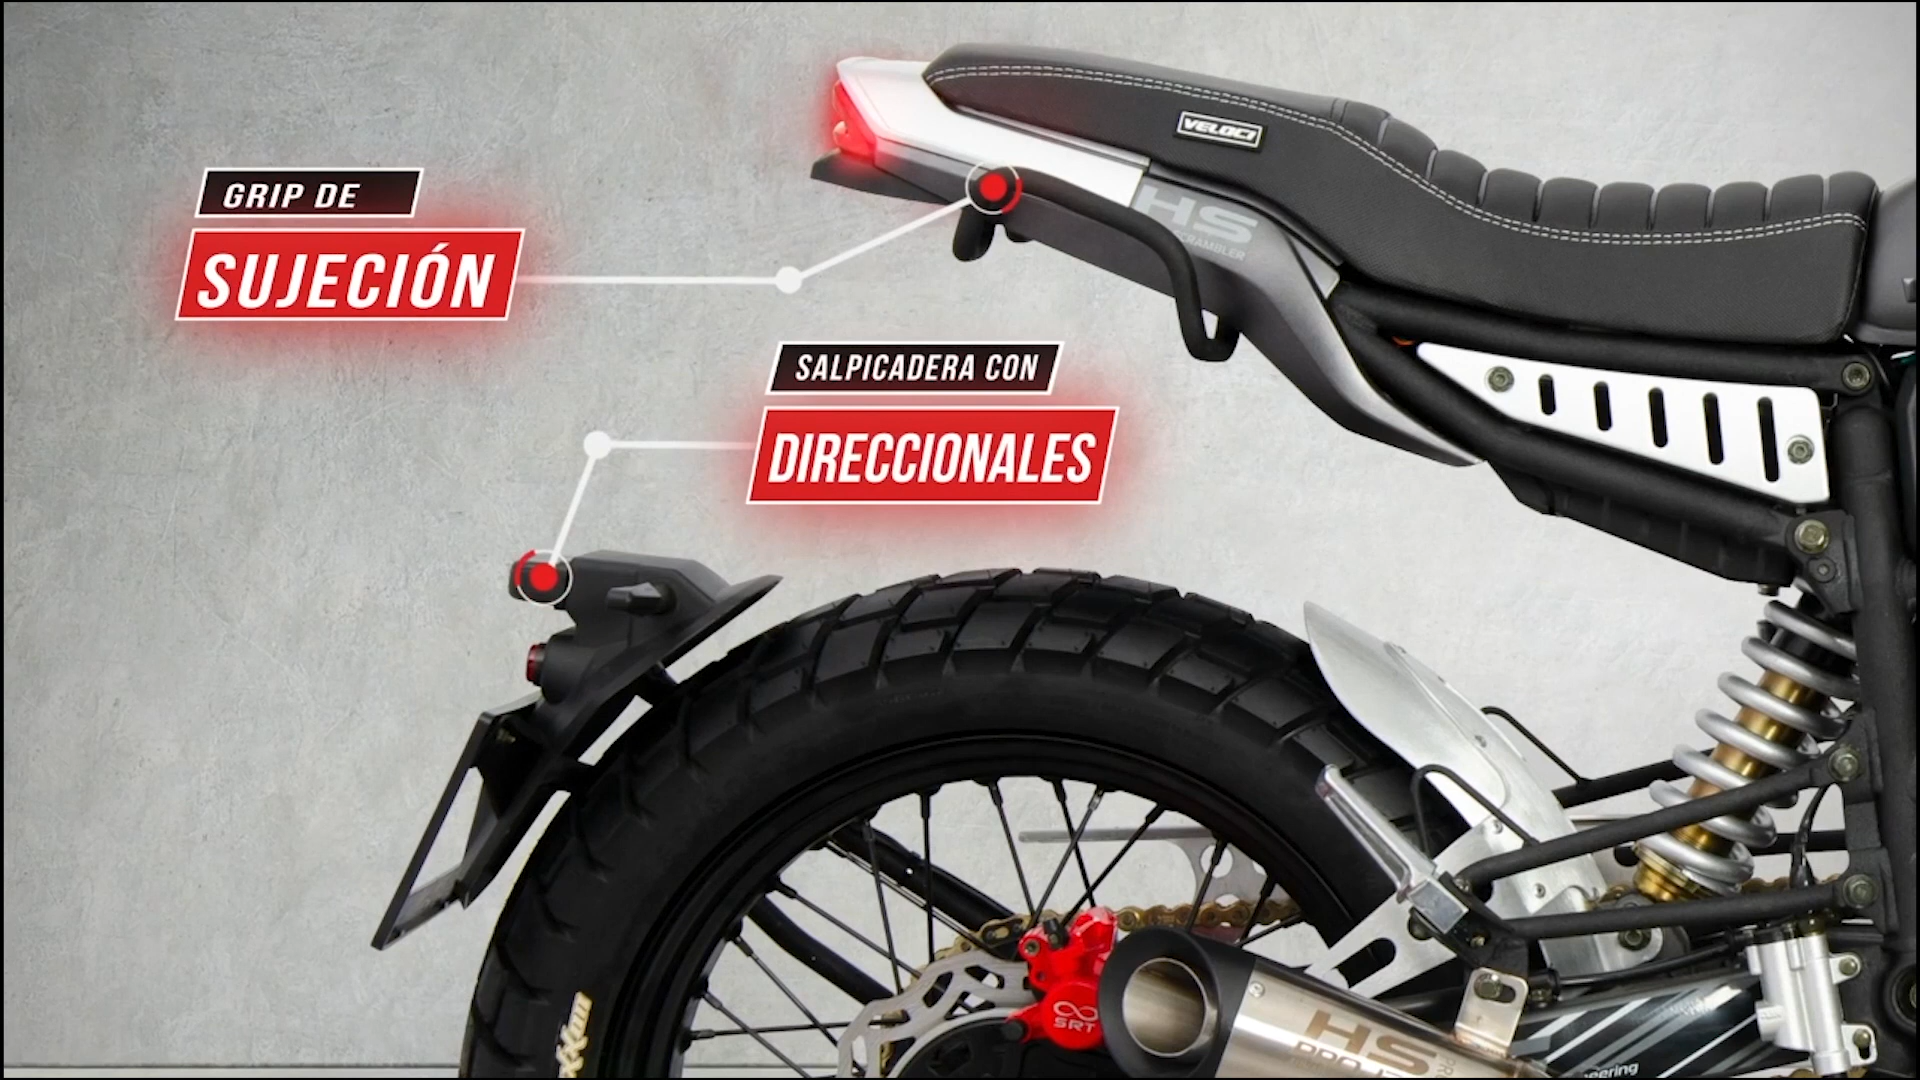 VELOCI
GRIP DE
SUJECIÓN
HS
SCRAMBLER
SALPICADERA CON
DIRECCIONALES
SRT
HS